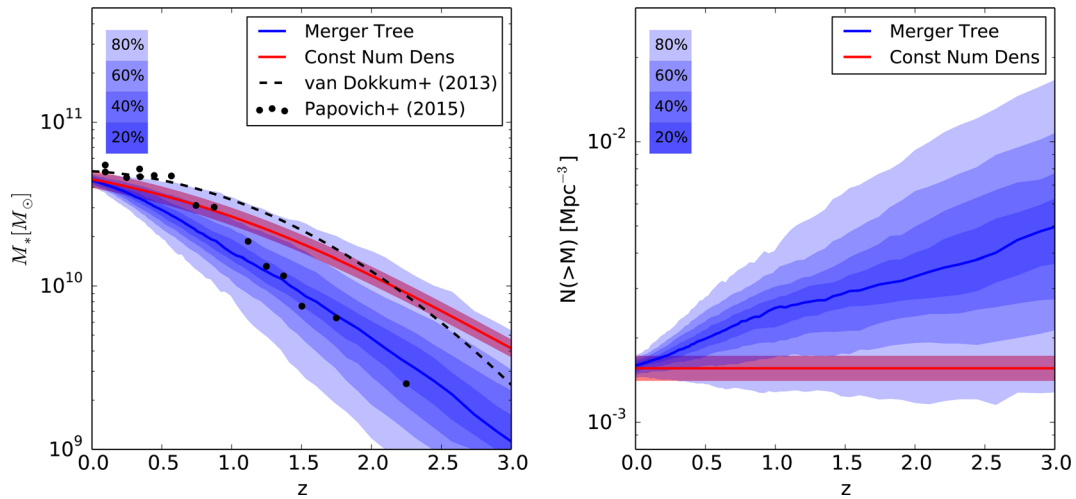 80%
60%
40%
20%
Merger Tree
Const Num Dens
van Dokkum+ (2013)
Papovich+ (2015)
10^11
10^10
10^9
M_*[M_⊙]
0.0 0.5 1.0 1.5 2.0 2.5 3.0
z
80%
60%
40%
20%
Merger Tree
Const Num Dens
10^-2
10^-3
N(>M) [Mpc^-3]
0.0 0.5 1.0 1.5 2.0 2.5 3.0
z